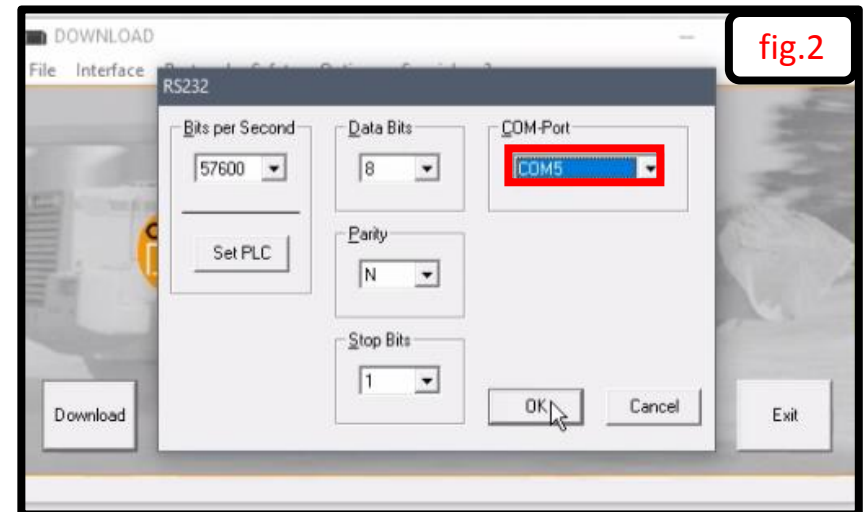 DOWNLOAD
fig.2
File Interface
RS232
Bits per Second
Data Bits
COM-Port
57600
8
COM5
Set PLC
Parity
N
Stop Bits
1
Download
OK
Cancel
Exit